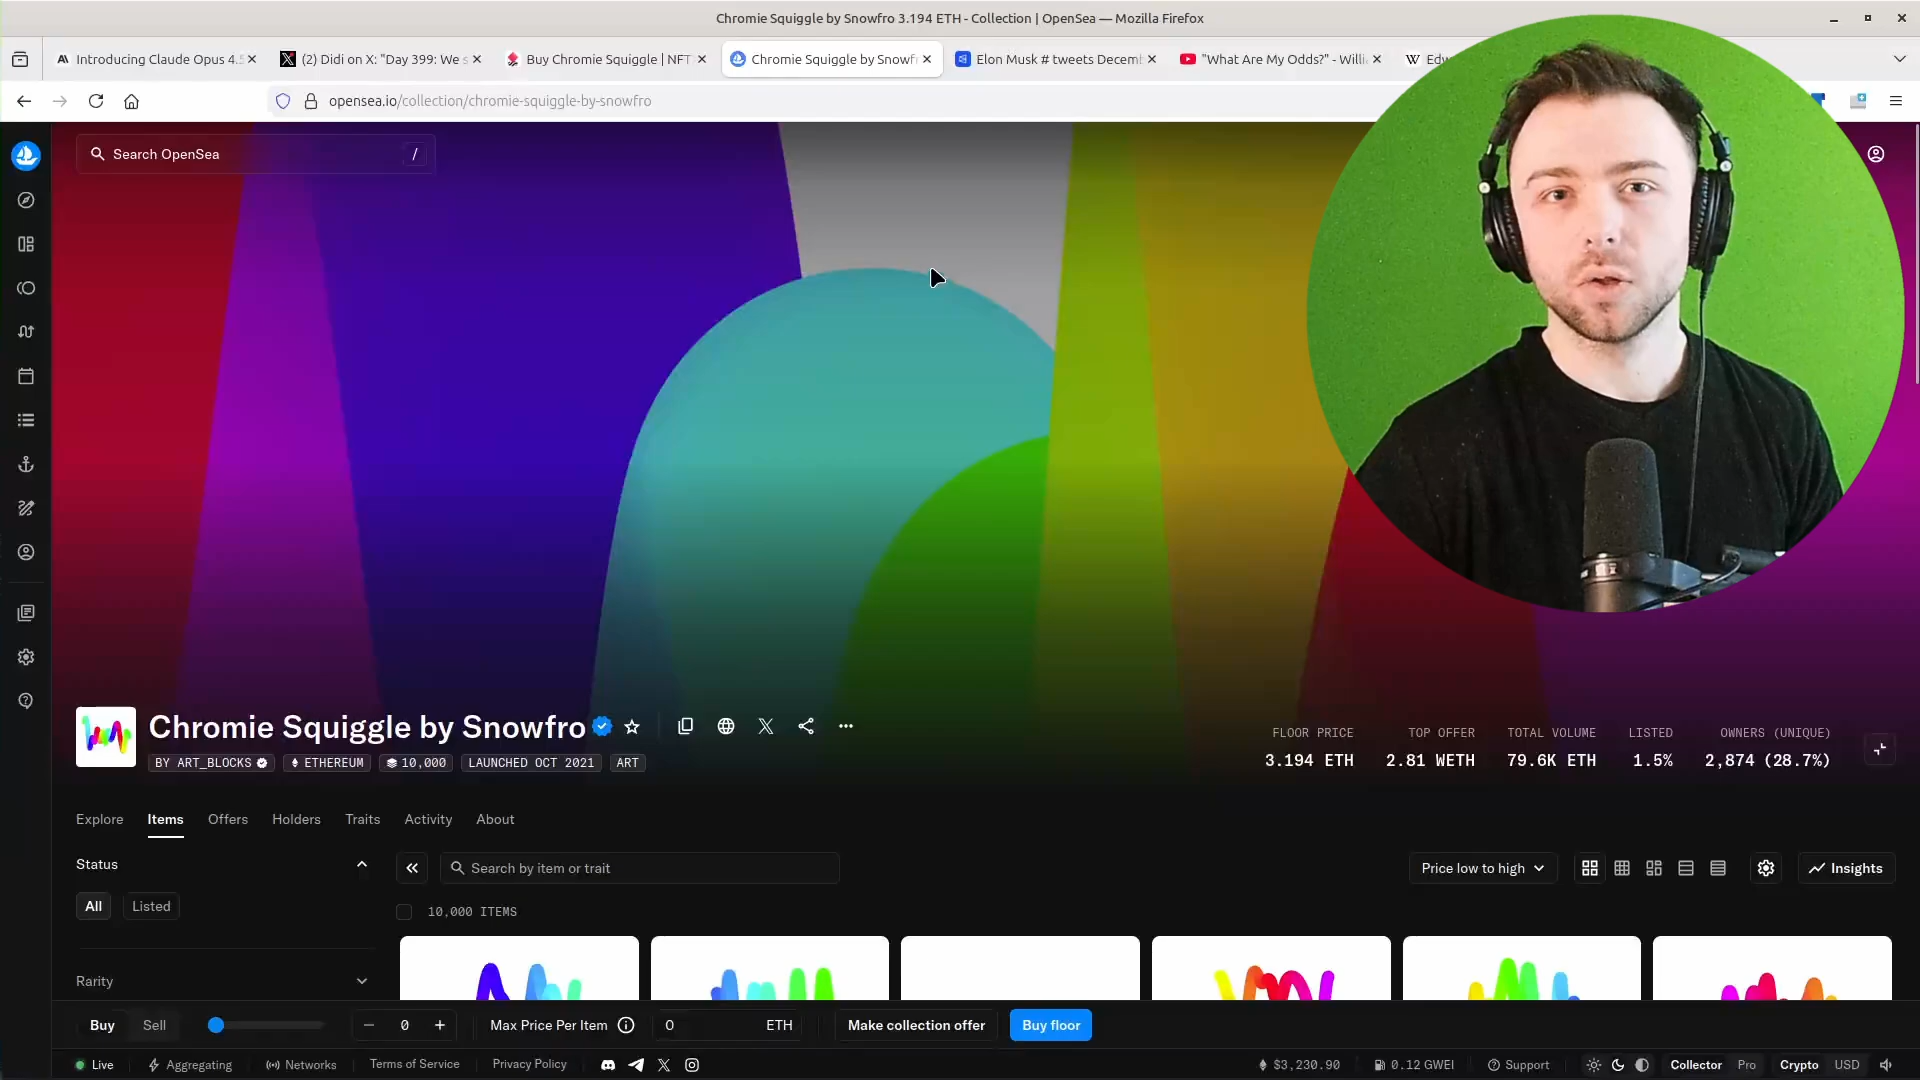 Chromie Squiggle by Snowfro 3.194 ETH - Collection | OpenSea — Mozilla Firefox
Introducing Claude Opus 4.5
(2) Didi on X: "Day 399: We s
Buy Chromie Squiggle | NFT
Chromie Squiggle by Snowfr
Elon Musk # tweets Decemb
"What Are My Odds?" - Willi
Edw
opensea.io/collection/chromie-squiggle-by-snowfro
Search OpenSea /
Chromie Squiggle by Snowfro
BY ART_BLOCKS ETHEREUM 10,000 LAUNCHED OCT 2021 ART
FLOOR PRICE TOP OFFER TOTAL VOLUME LISTED OWNERS (UNIQUE)
3.194 ETH 2.81 WETH 79.6K ETH 1.5% 2,874 (28.7%)
Explore Items Offers Holders Traits Activity About
Status Search by item or trait Price low to high Insights
All Listed
10,000 ITEMS
Rarity
Buy Sell 0 Max Price Per Item 0 ETH Make collection offer Buy floor
Live Aggregating Networks Terms of Service Privacy Policy $3,230.90 0.12 GWEI Support Collector Pro Crypto USD